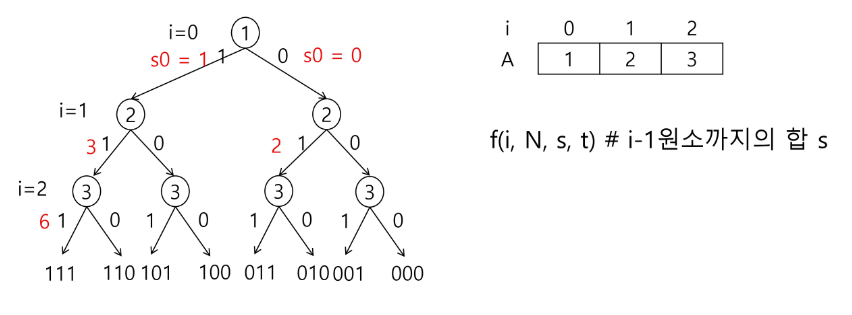 i=0 1
s0 = 1 1 0 s0 = 0
i=1 2 2
3 1 0 2 1 0
i=2 3 3 3 3
6 1 0 1 0 1 0 1 0
111 110 101 100 011 010 001 000
i 0 1 2
A 1 2 3
f(i, N, s, t) # i-1원소까지의 합 s